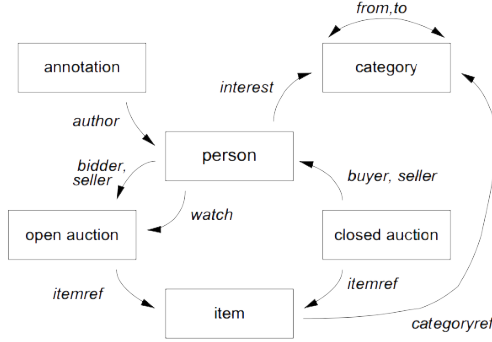 from,to
annotation
category
interest
author
person
bidder,
seller
buyer, seller
watch
open auction
closed auction
itemref
itemref
item
categoryref